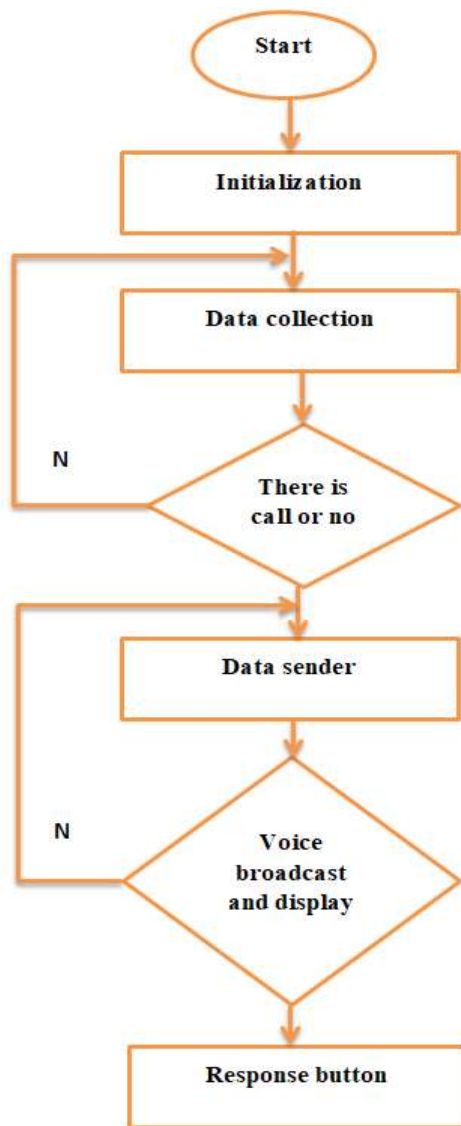 Start
Initialization
Data collection
N
There is
call or no
Data sender
N
Voice
broadcast
and display
Response button